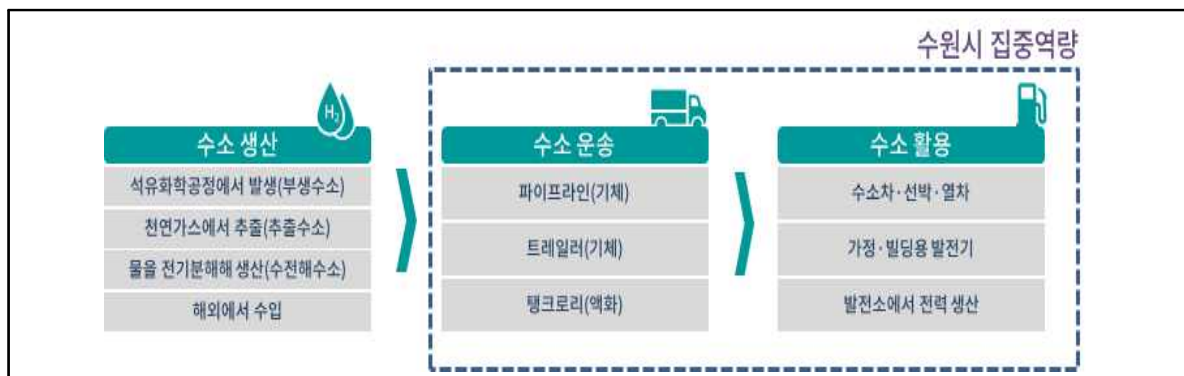 수원시 집중역량
H₂
수소 생산
석유화학공정에서 발생(부생수소)
천연가스에서 추출(추출수소)
물을 전기분해해 생산(수전해수소)
해외에서 수입
수소 운송
파이프라인(기체)
트레일러(기체)
탱크로리(액화)
수소 활용
수소차·선박·열차
가정·빌딩용 발전기
발전소에서 전력 생산